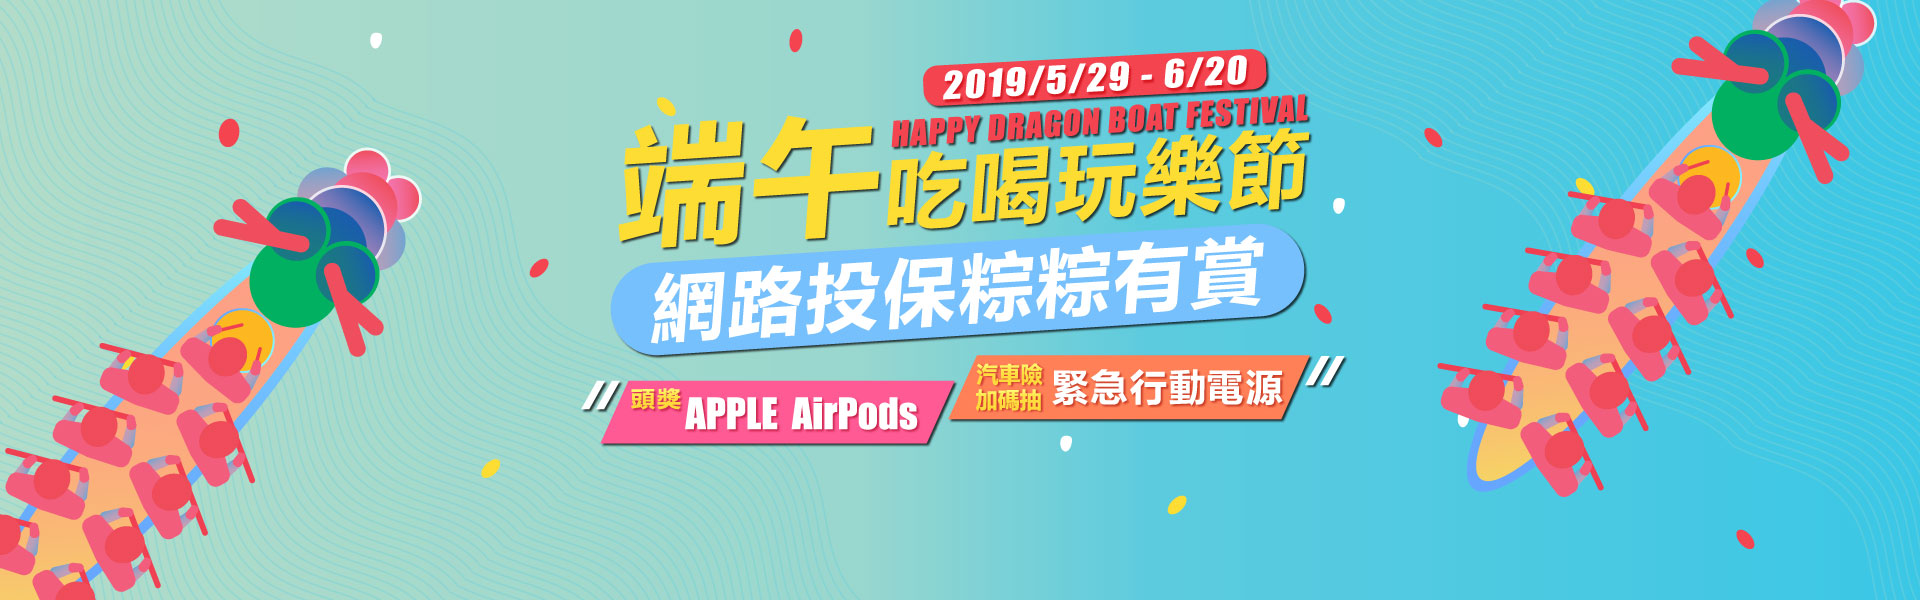 2019/5/29 - 6/20
HAPPY DRAGON BOAT FESTIVAL
端午吃喝玩樂節
網路投保粽粽有賞
頭獎 APPLE AirPods
汽車險
加碼抽
緊急行動電源